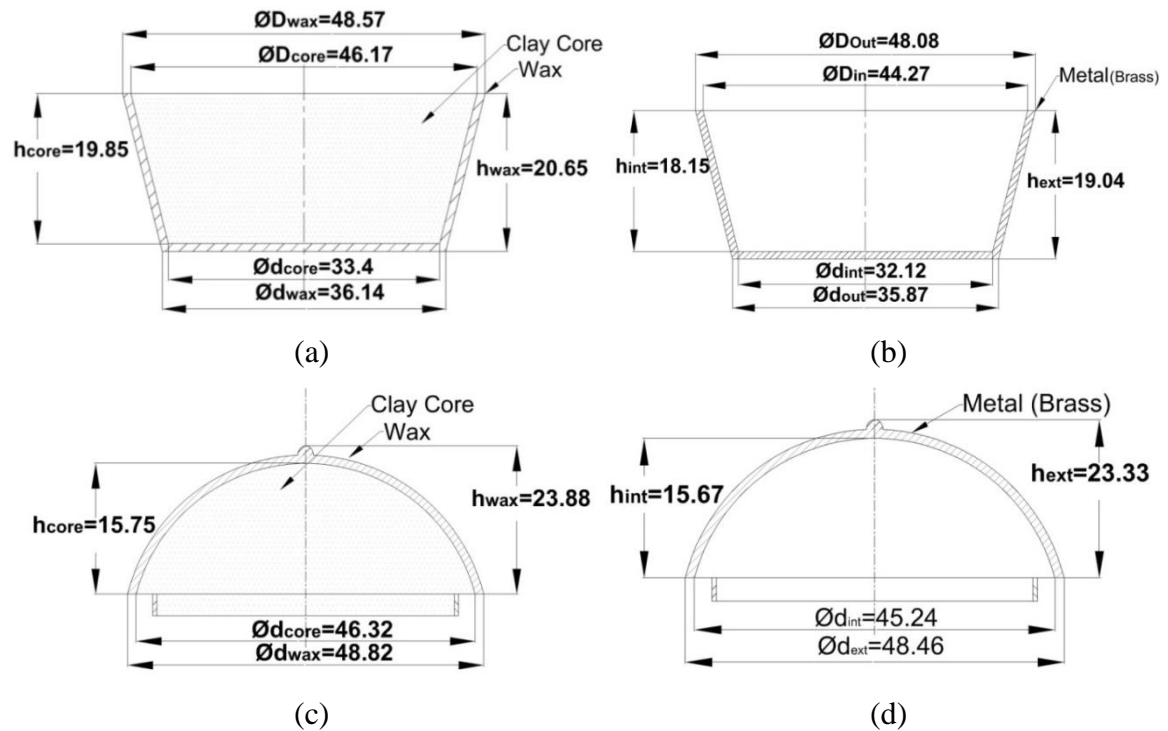 ØDwax=48.57
ØDcore=46.17
Clay Core
Wax
hcore=19.85
hwax=20.65
Ødcore=33.4
Ødwax=36.14
(a)
ØDOut=48.08
ØDin=44.27
Metal(Brass)
hint=18.15
hext=19.04
Ødint=32.12
Ødout=35.87
(b)
Clay Core
Wax
hcore=15.75
hwax=23.88
Ødcore=46.32
Ødwax=48.82
(c)
Metal (Brass)
hint=15.67
hext=23.33
Ødint=45.24
Ødext=48.46
(d)